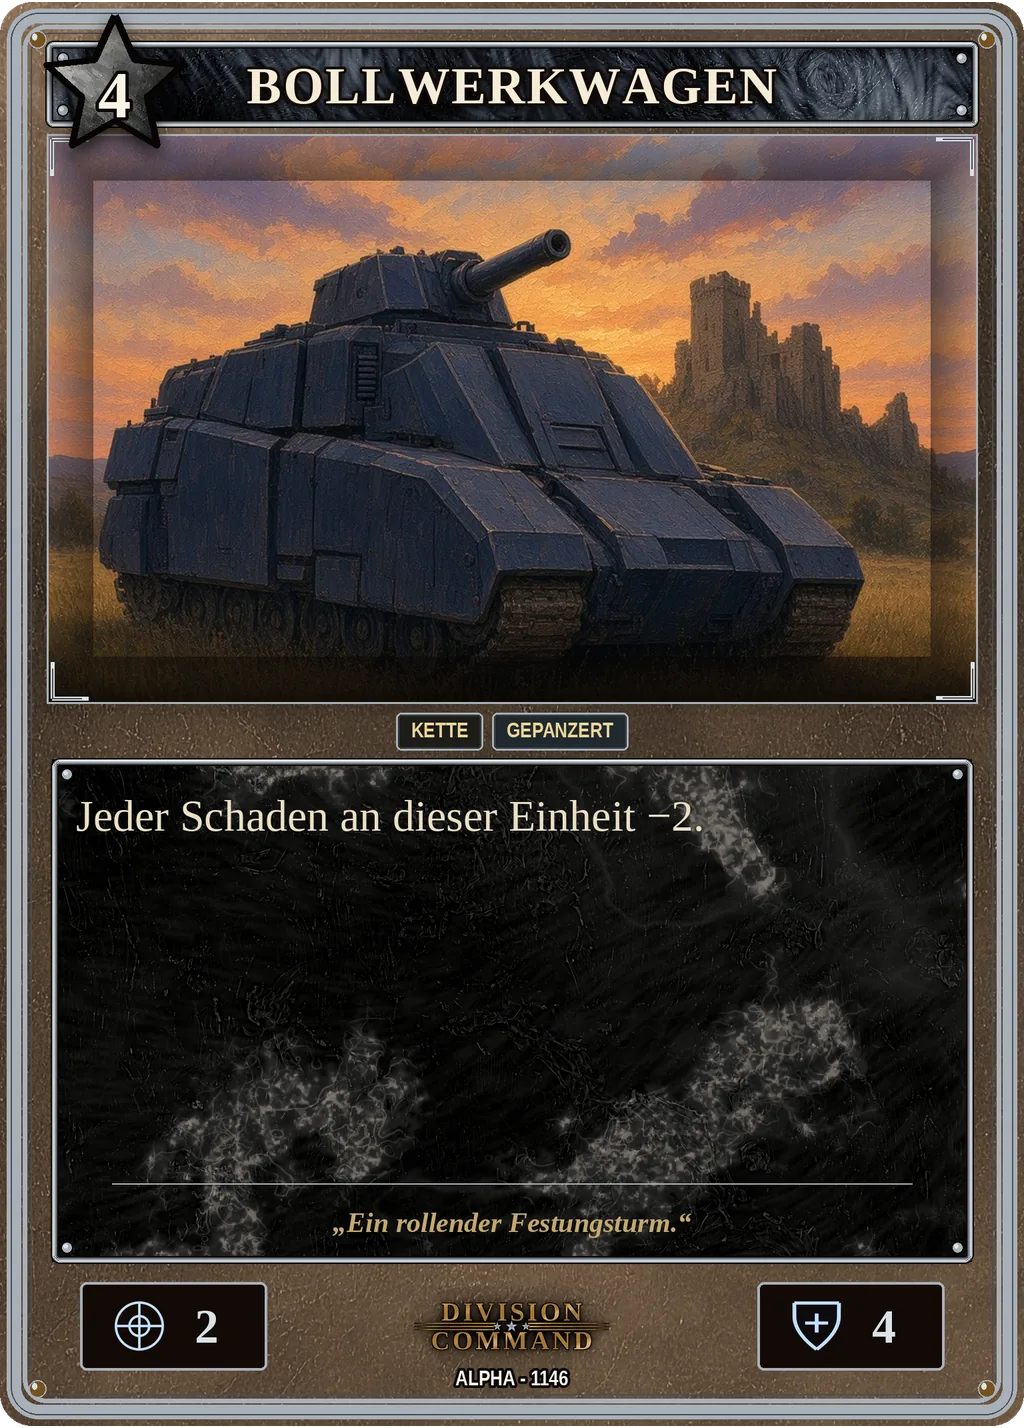 4
BOLLWERKWAGEN
KETTE
GEPANZERT
Jeder Schaden an dieser Einheit −2.
„Ein rollender Festungsturm.“
2
DIVISION
COMMAND
ALPHA - 1146
4